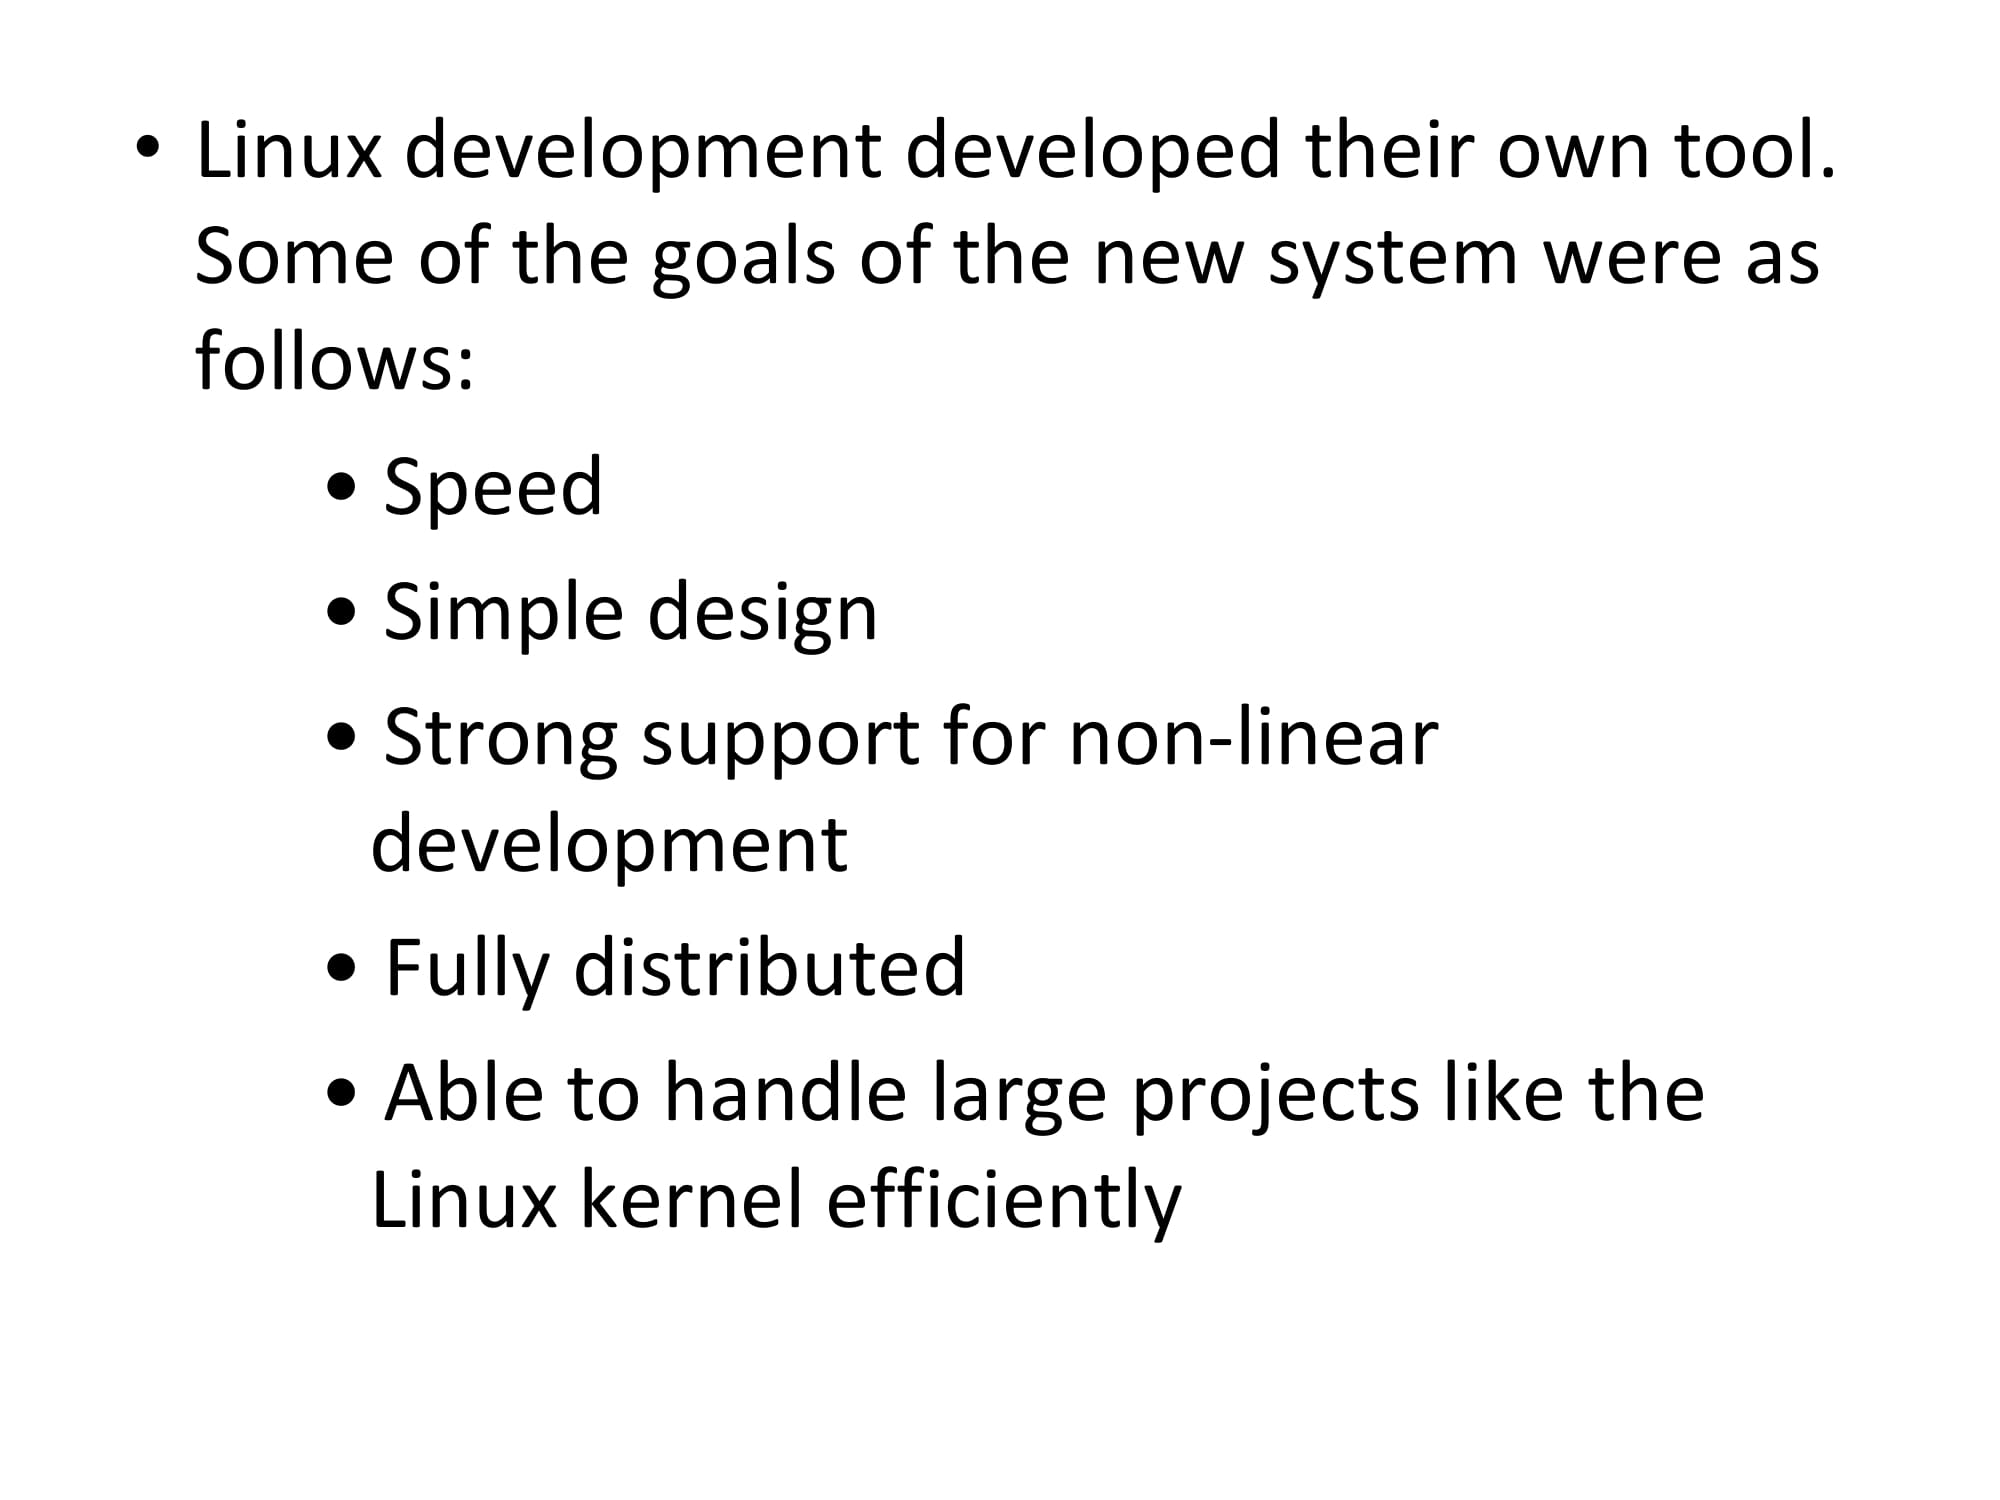 • Linux development developed their own tool.
Some of the goals of the new system were as
follows:
• Speed
• Simple design
• Strong support for non-linear
development
• Fully distributed
• Able to handle large projects like the
Linux kernel efficiently